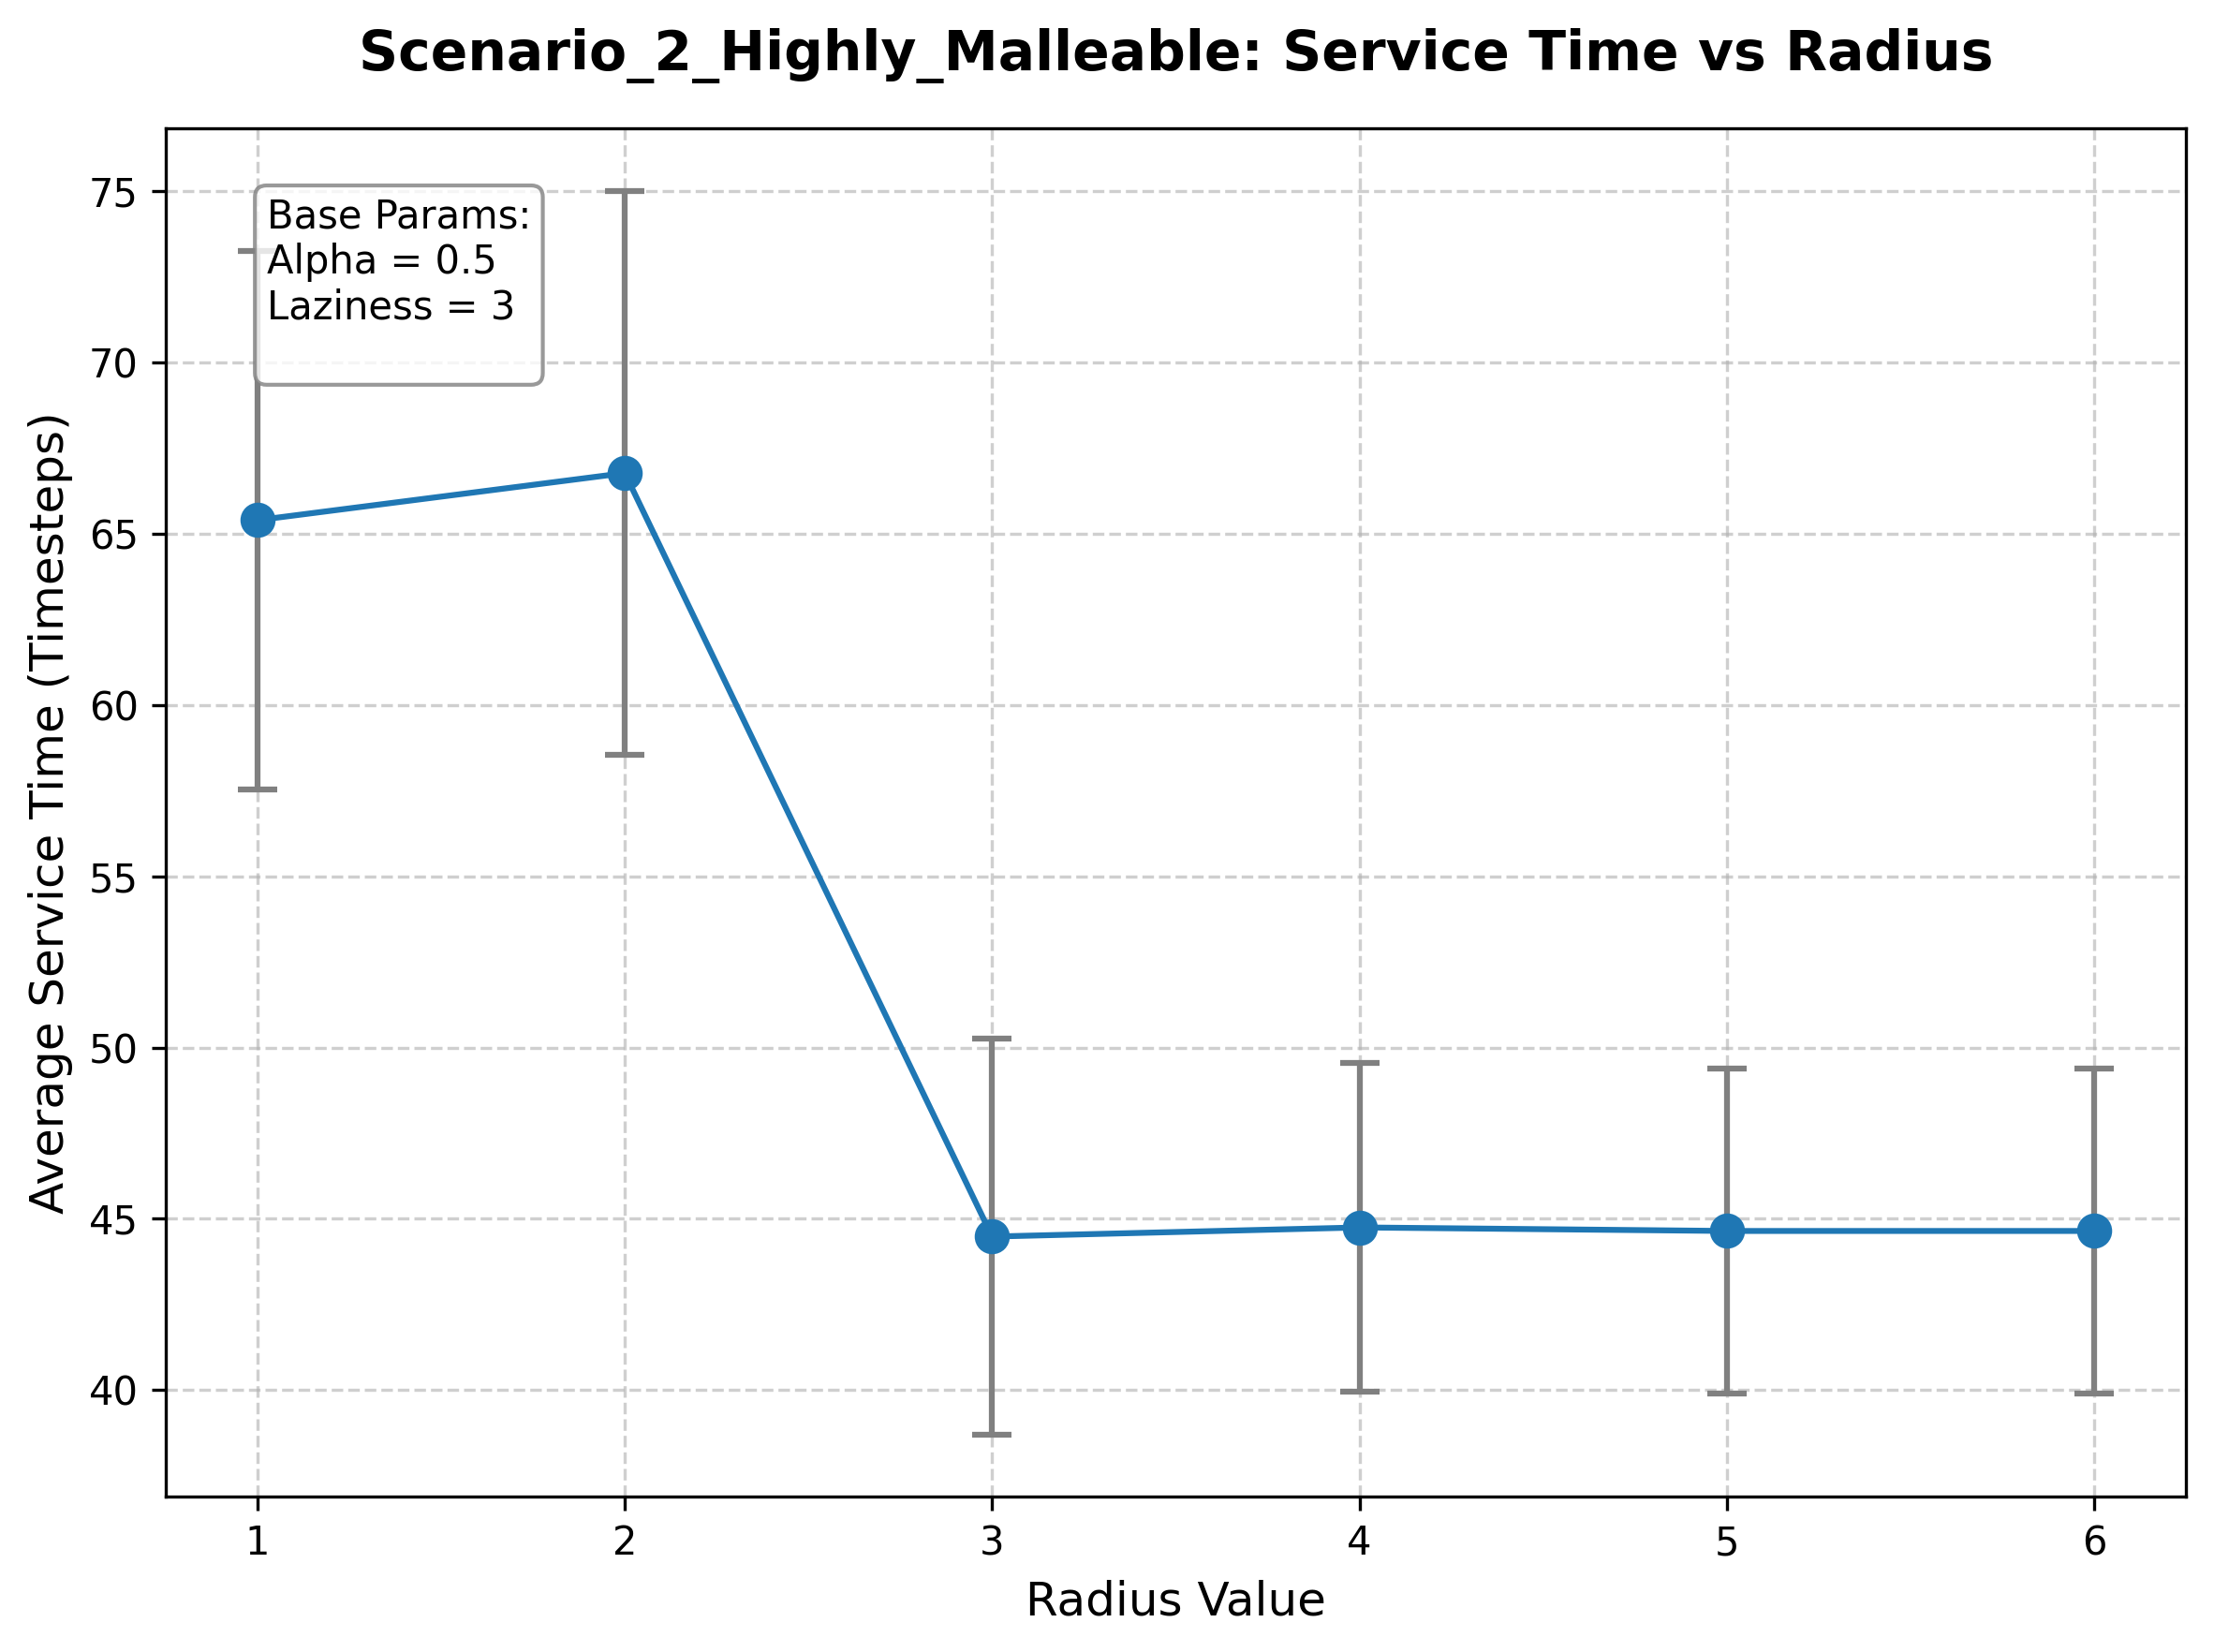 Scenario_2_Highly_Malleable: Service Time vs Radius
Base Params:
Alpha = 0.5
Laziness = 3
Average Service Time (Timesteps)
75
70
65
60
55
50
45
40
1
2
3
4
5
6
Radius Value